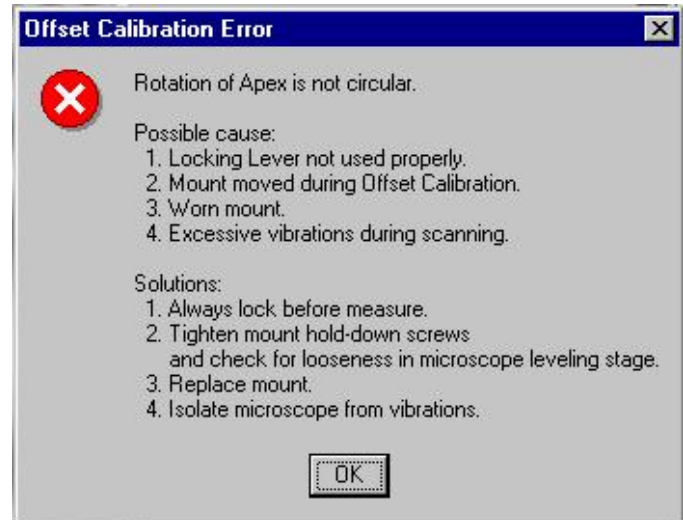 Offset Calibration Error
Rotation of Apex is not circular.
Possible cause:
1. Locking Lever not used properly.
2. Mount moved during Offset Calibration.
3. Worn mount.
4. Excessive vibrations during scanning.
Solutions:
1. Always lock before measure.
2. Tighten mount hold-down screws
and check for looseness in microscope leveling stage.
3. Replace mount.
4. Isolate microscope from vibrations.
OK